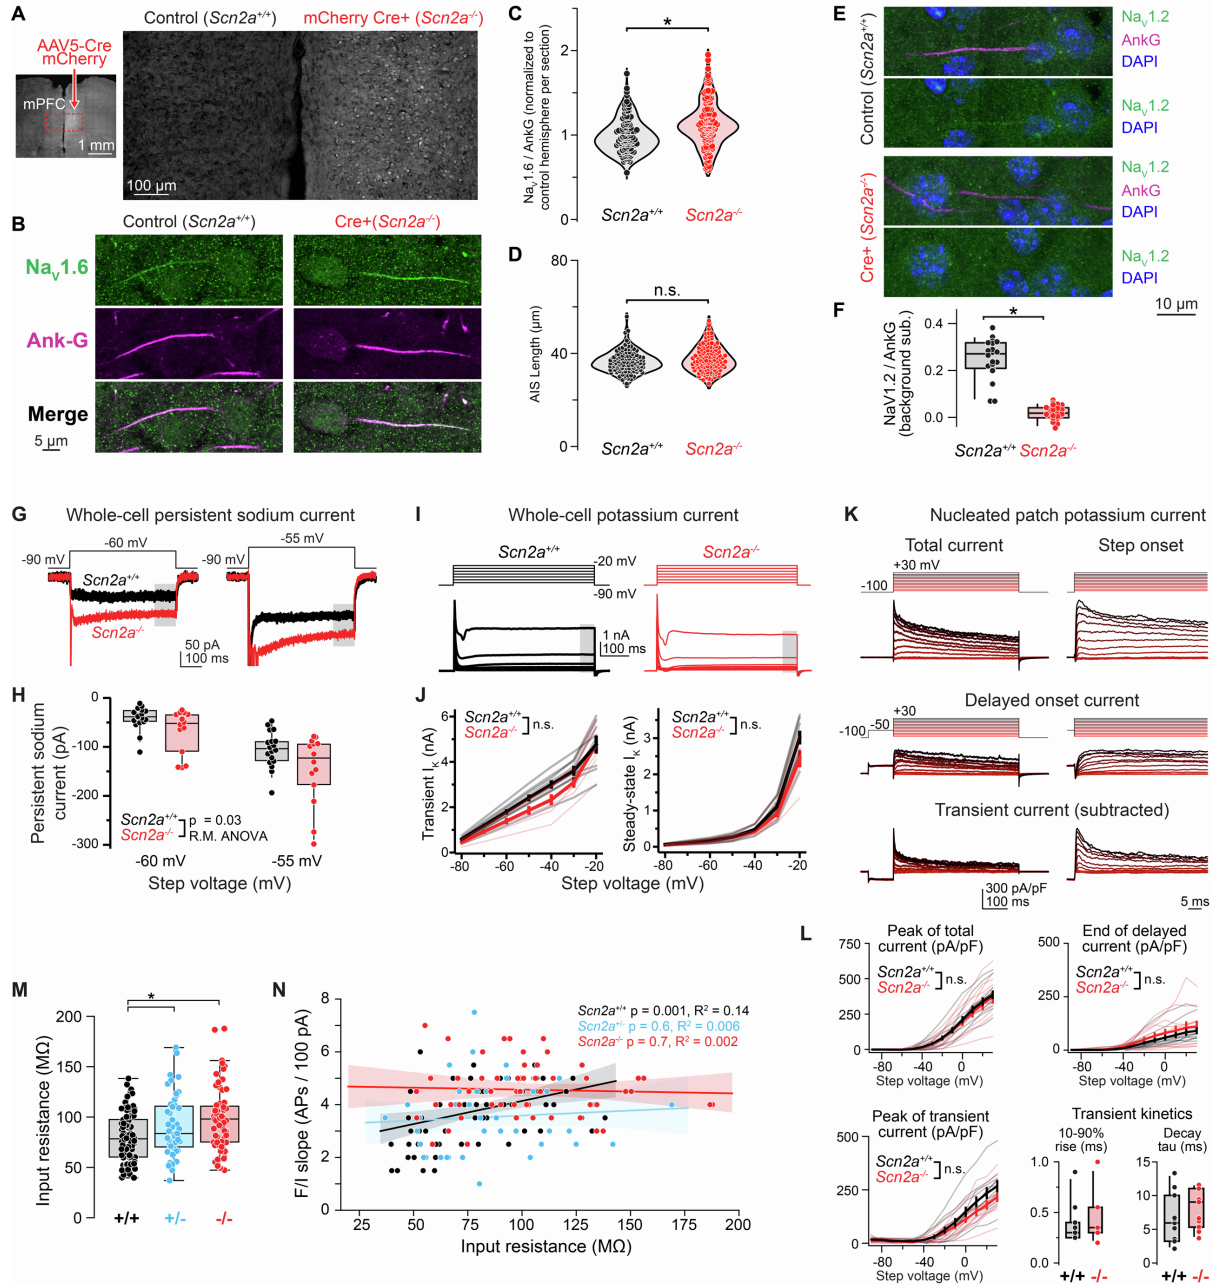 A
Control (Scn2a+/+)
mCherry Cre+ (Scn2a-/-)
AAV5-Cre
mCherry
mPFC
1 mm
100 µm
B
Control (Scn2a+/+)
Cre+(Scn2a-/-)
NaV1.6
Ank-G
Merge
5 µm
C
*
NaV1.6 / AnkG (normalized to
control hemisphere per section)
2
1
0
Scn2a+/+
Scn2a-/-
D
n.s.
AIS Length (µm)
80
40
0
Scn2a+/+
Scn2a-/-
E
Control (Scn2a+/+)
NaV1.2
AnkG
DAPI
NaV1.2
DAPI
Cre+ (Scn2a-/-)
NaV1.2
AnkG
DAPI
NaV1.2
DAPI
10 µm
F
*
NaV1.2 / AnkG
(background sub.)
0.4
0.2
0.0
Scn2a+/+ Scn2a-/-
G
Whole-cell persistent sodium current
-60 mV
-90 mV
Scn2a+/+
Scn2a-/-
-55 mV
-90 mV
50 pA
100 ms
H
Persistent sodium
current (pA)
0
-100
-200
-300
Scn2a+/+
Scn2a-/-
p = 0.03
R.M. ANOVA
-60 mV
-55 mV
Step voltage (mV)
I
Whole-cell potassium current
Scn2a+/+
Scn2a-/-
-20 mV
-90 mV
1 nA
100 ms
J
Scn2a+/+
Scn2a-/-
n.s.
Transient IK (nA)
6
4
2
0
-80
-60
-40
-20
Scn2a+/+
Scn2a-/-
n.s.
Steady-state IK (nA)
3
2
1
0
-80
-60
-40
-20
Step voltage (mV)
K
Nucleated patch potassium current
Total current
Step onset
+30 mV
-100
Delayed onset current
+30
-50
-100
Transient current (subtracted)
300 pA/pF
100 ms
5 ms
L
Peak of total
current (pA/pF)
750
500
250
0
Scn2a+/+
Scn2a-/-
n.s.
-80
-40
0
Step voltage (mV)
End of delayed
current (pA/pF)
500
250
0
Scn2a+/+
Scn2a-/-
n.s.
-80
-40
0
Step voltage (mV)
Peak of transient
current (pA/pF)
500
250
0
Scn2a+/+
Scn2a-/-
n.s.
-80
-40
0
Step voltage (mV)
Transient kinetics
10-90%
rise (ms)
1.0
0.5
0.0
+/+ -/-
Decay
tau (ms)
15
10
5
0
+/+ -/-
M
*
Input resistance (MΩ)
200
150
100
50
0
+/+
+/-
-/-
N
F/I slope (APs / 100 pA)
8
6
4
2
0
Scn2a+/+ p = 0.001, R2 = 0.14
Scn2a+/- p = 0.6, R2 = 0.006
Scn2a-/- p = 0.7, R2 = 0.002
25
50
75
100
125
150
175
200
Input resistance (MΩ)